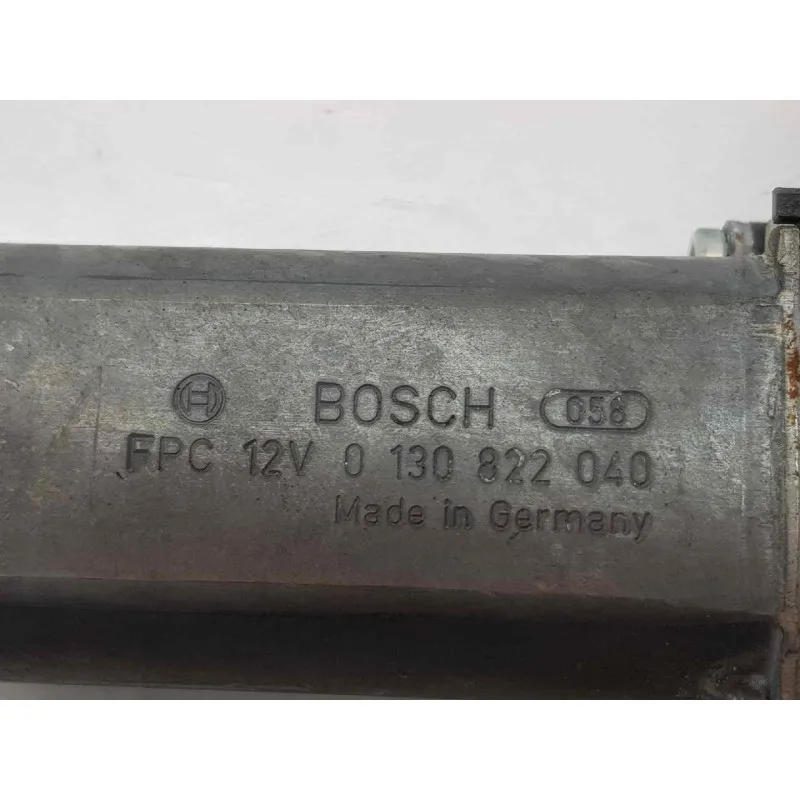 BOSCH 056
FPC 12V 0 130 822 040
Made in Germany